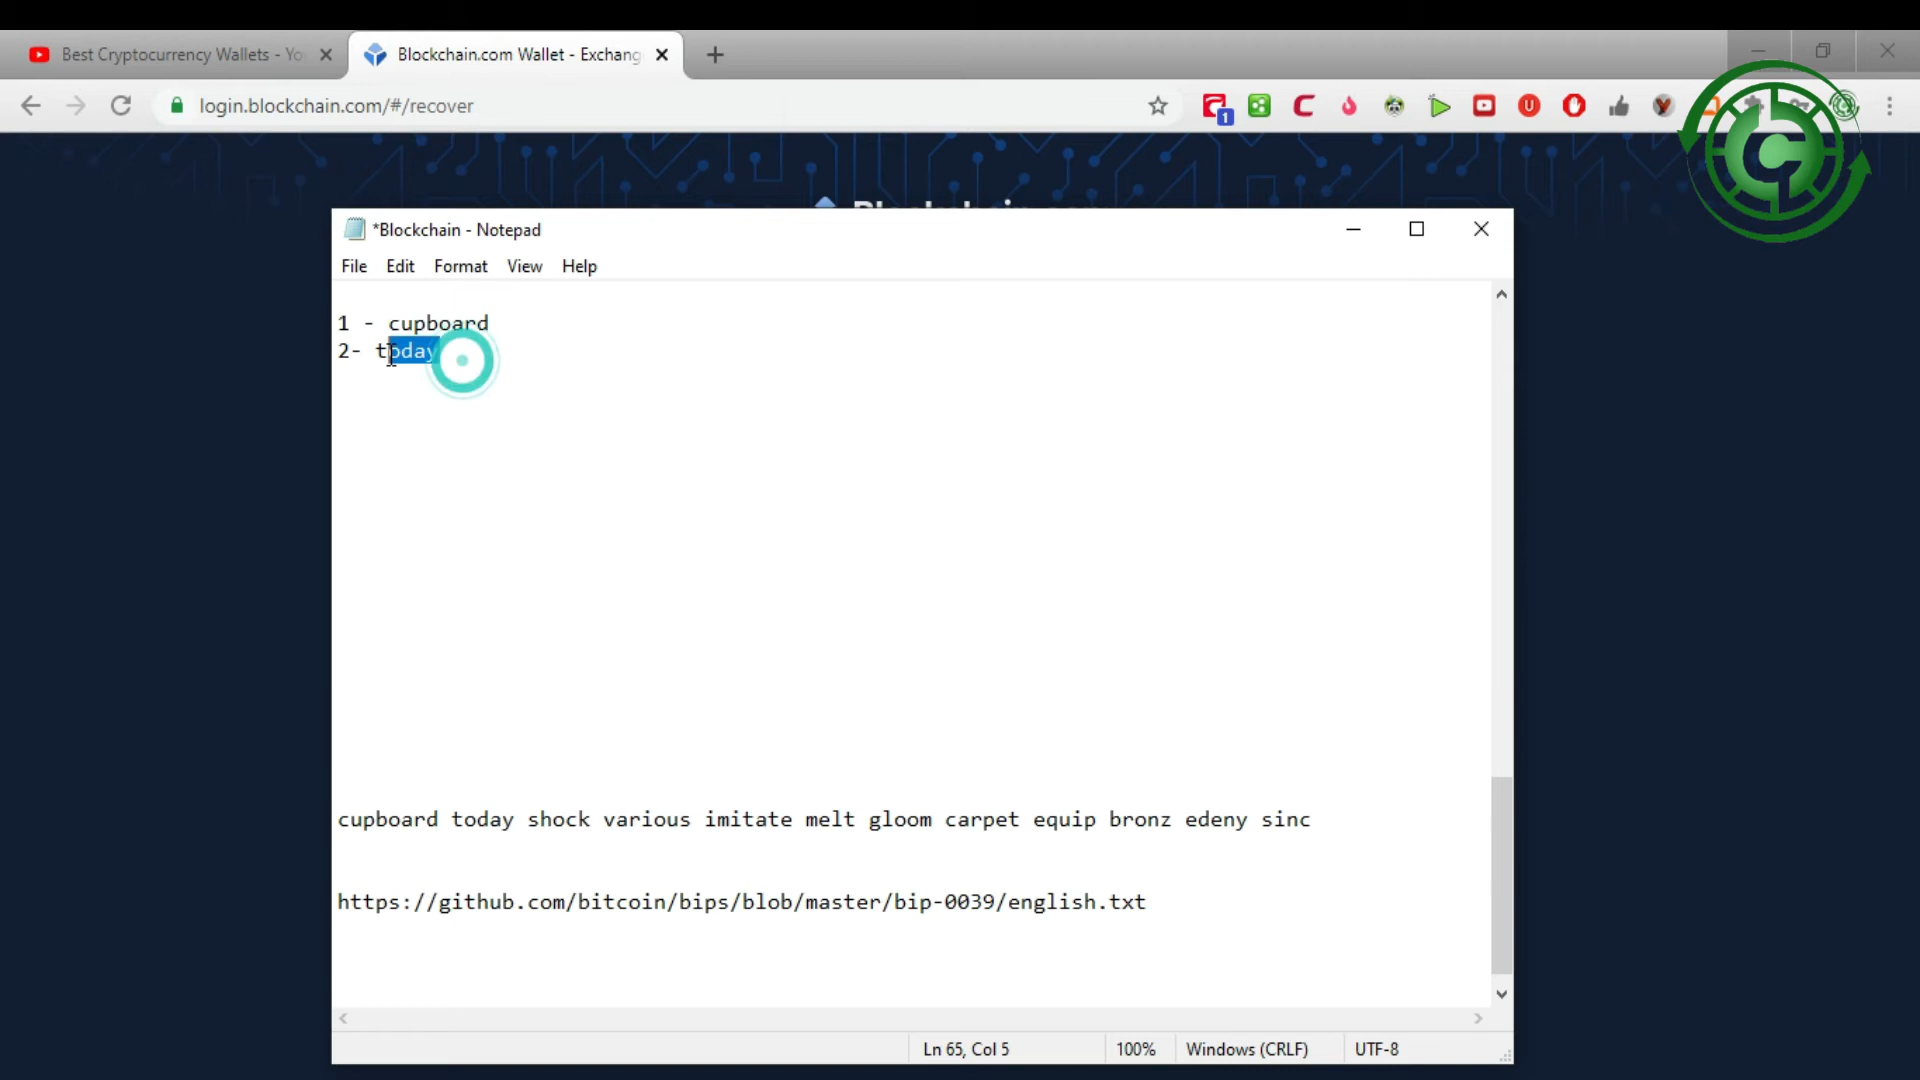 Best Cryptocurrency Wallets - Yo
Blockchain.com Wallet - Exchang
login.blockchain.com/#/recover
1
*Blockchain - Notepad
File Edit Format View Help
1 - cupboard
2- today
cupboard today shock various imitate melt gloom carpet equip bronz edeny sinc
https://github.com/bitcoin/bips/blob/master/bip-0039/english.txt
Ln 65, Col 5 100% Windows (CRLF) UTF-8